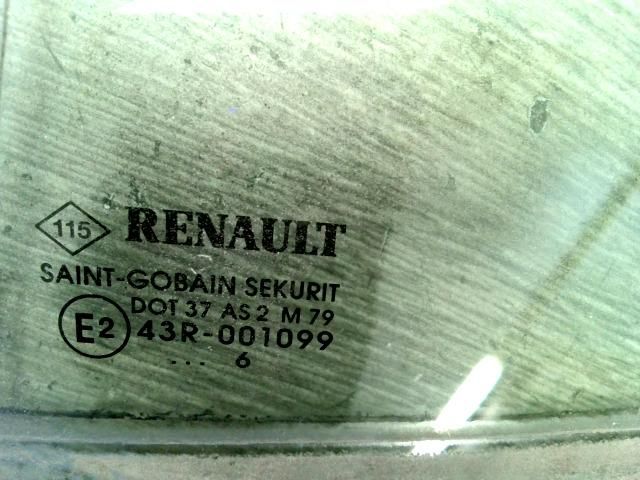 115 RENAULT
SAINT-GOBAIN SEKURIT
DOT 37 AS 2 M 79
E2 43R-001099
... 6